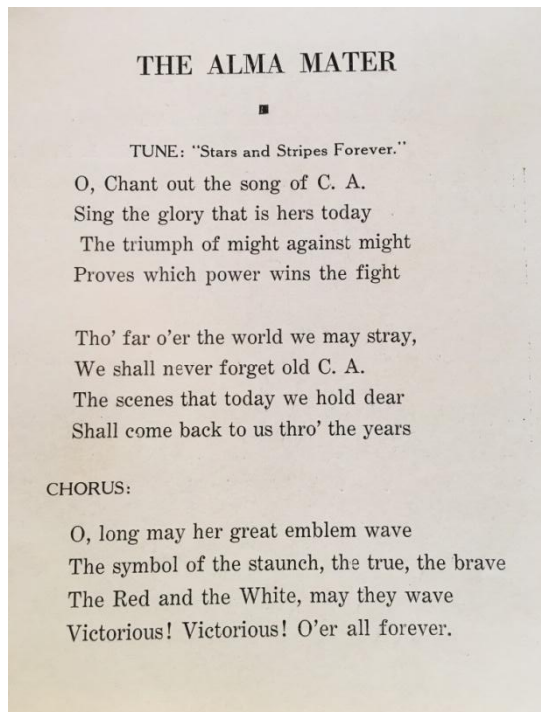 THE ALMA MATER
TUNE: "Stars and Stripes Forever."
O, Chant out the song of C. A.
Sing the glory that is hers today
The triumph of might against might
Proves which power wins the fight
Tho' far o'er the world we may stray,
We shall never forget old C. A.
The scenes that today we hold dear
Shall come back to us thro' the years
CHORUS:
O, long may her great emblem wave
The symbol of the staunch, the true, the brave
The Red and the White, may they wave
Victorious! Victorious! O'er all forever.